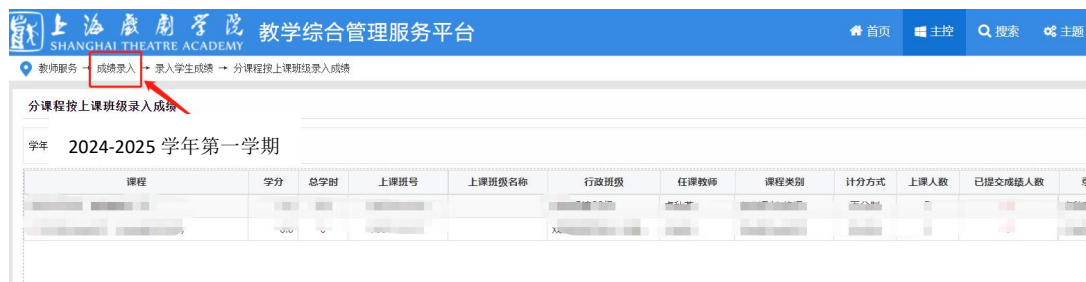 上海戲劇学院 教学综合管理服务平台 首页 主控 搜索 主题
SHANGHAI THEATRE ACADEMY
教师服务 → 成绩录入 → 录入学生成绩 → 分课程按上课班级录入成绩
分课程按上课班级录入成绩
学年 2024-2025 学年第一学期
课程 学分 总学时 上课班号 上课班级名称 行政班级 任课教师 课程类别 计分方式 上课人数 已提交成绩人数